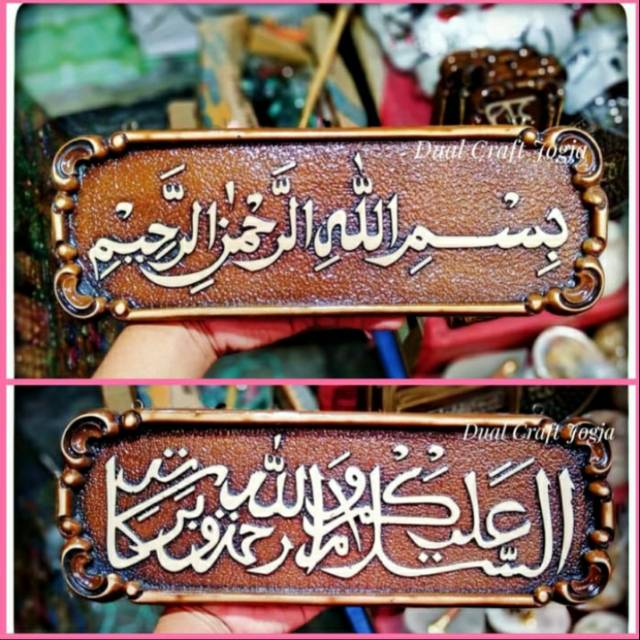 Dual Craft Jogja
بِسْمِ اللّٰهِ الرَّحْمٰنِ الرَّحِيْمِ
Dual Craft Jogja
السَّلَامُ عَلَيْكُمْ وَرَحْمَةُ اللّٰهِ وَبَرَكَاتُهُ